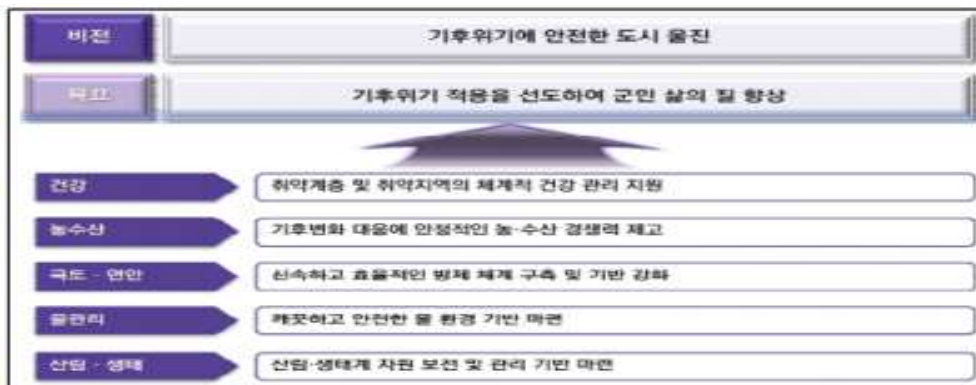 비전
기후위기에 안전한 도시 울진
목표
기후위기 적응을 선도하여 군민 삶의 질 향상
건강
취약계층 및 취약지역의 체계적 건강 관리 지원
농수산
기후변화 대응에 안정적인 농·수산 경쟁력 제고
국토·연안
신속하고 효율적인 방제 체계 구축 및 기반 강화
물관리
깨끗하고 안전한 물 환경 기반 마련
산림·생태
산림·생태계 자원 보전 및 관리 기반 마련